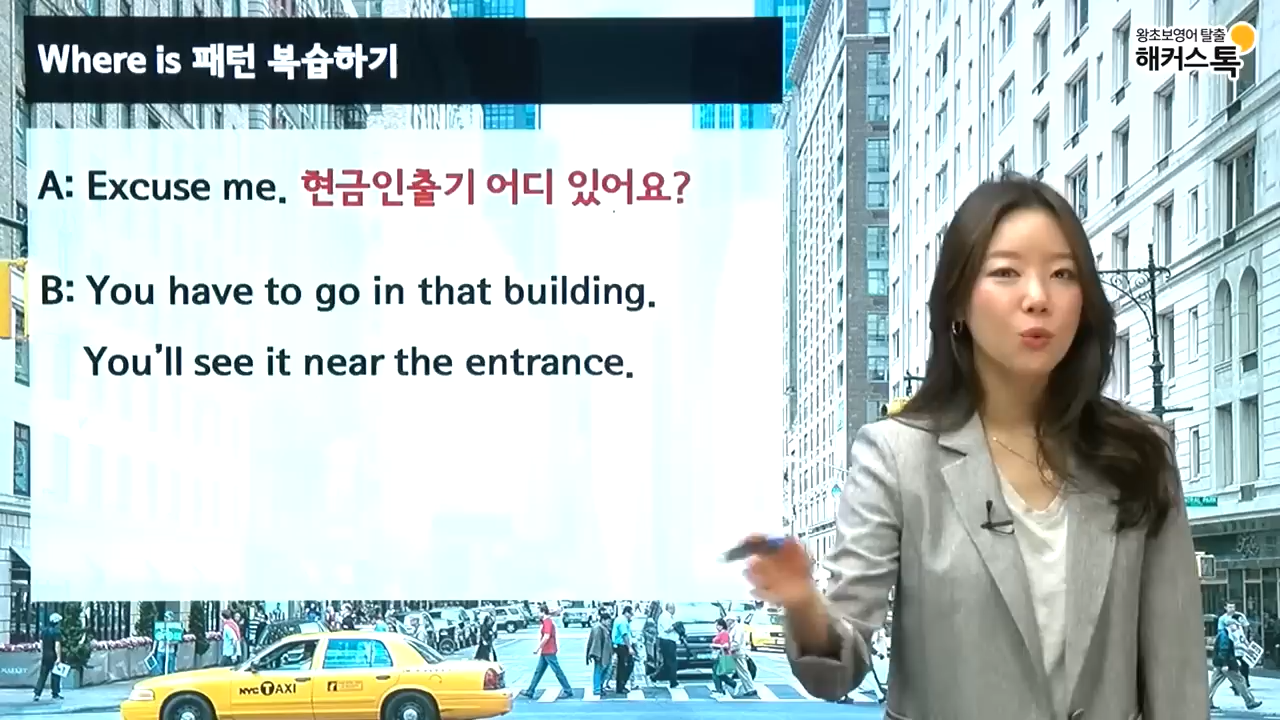 Where is 패턴 복습하기
왕초보영어 탈출
해커스톡
A: Excuse me. 현금인출기 어디 있어요?
B: You have to go in that building.
You'll see it near the entrance.
NYC TAXI